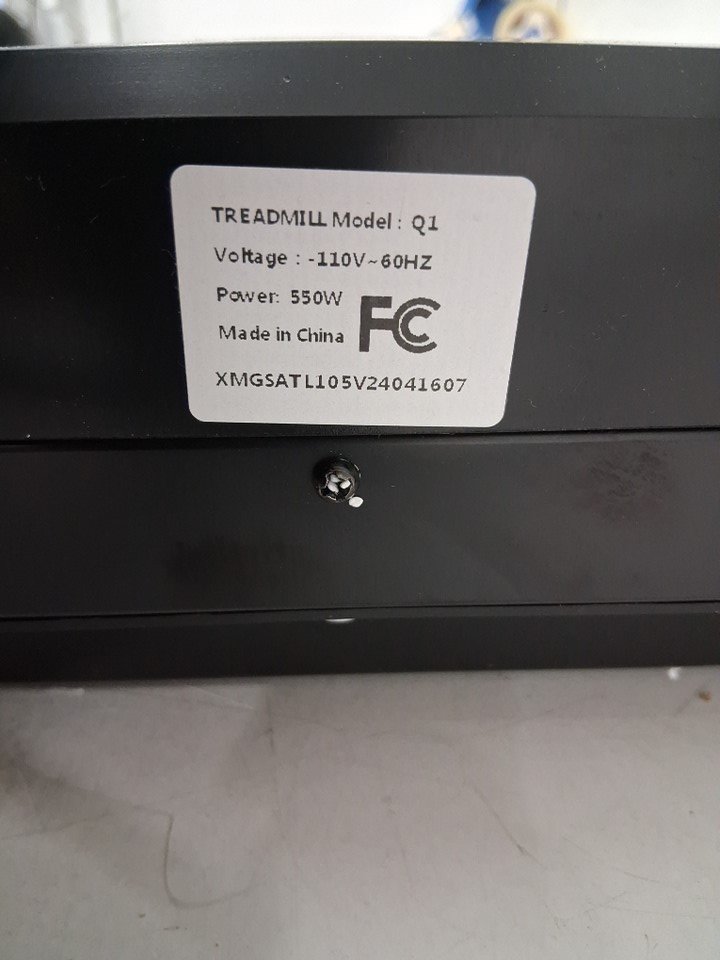 TREADMILL Model : Q1
Voltage : -110V~60HZ
Power: 550W
Made in China FC
XMGSATL105V24041607